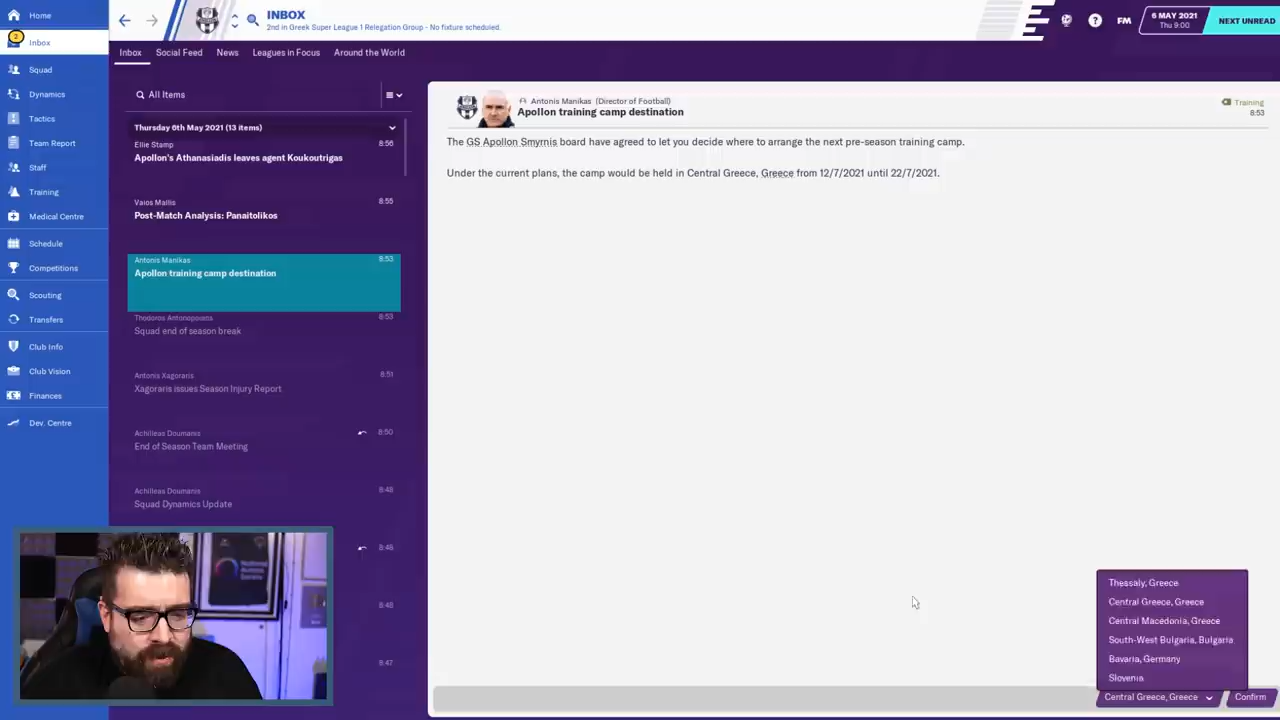 Home
INBOX
2nd in Greek Super League 1 Relegation Group - No fixture scheduled.
FM
6 MAY 2021
Thu 9:00
NEXT UNREAD
2
Inbox
Squad
Dynamics
Tactics
Team Report
Staff
Training
Medical Centre
Schedule
Competitions
Scouting
Transfers
Club Info
Club Vision
Finances
Dev. Centre
Inbox
Social Feed
News
Leagues in Focus
Around the World
All Items
Thursday 6th May 2021 (13 items)
Ellie Stamp
8:56
Apollon's Athanasiadis leaves agent Koukoutrigas
Vaios Mallis
8:55
Post-Match Analysis: Panaitolikos
Antonis Manikas
8:53
Apollon training camp destination
Thodoros Antonopoulos
8:53
Squad end of season break
Antonis Xagoraris
8:51
Xagoraris issues Season Injury Report
Achilleas Doumanis
8:50
End of Season Team Meeting
Achilleas Doumanis
8:48
Squad Dynamics Update
8:48
8:48
8:47
Antonis Manikas (Director of Football)
Apollon training camp destination
Training
8:53
The GS Apollon Smyrnis board have agreed to let you decide where to arrange the next pre-season training camp.
Under the current plans, the camp would be held in Central Greece, Greece from 12/7/2021 until 22/7/2021.
Thessaly, Greece
Central Greece, Greece
Central Macedonia, Greece
South-West Bulgaria, Bulgaria
Bavaria, Germany
Slovenia
Central Greece, Greece
Confirm